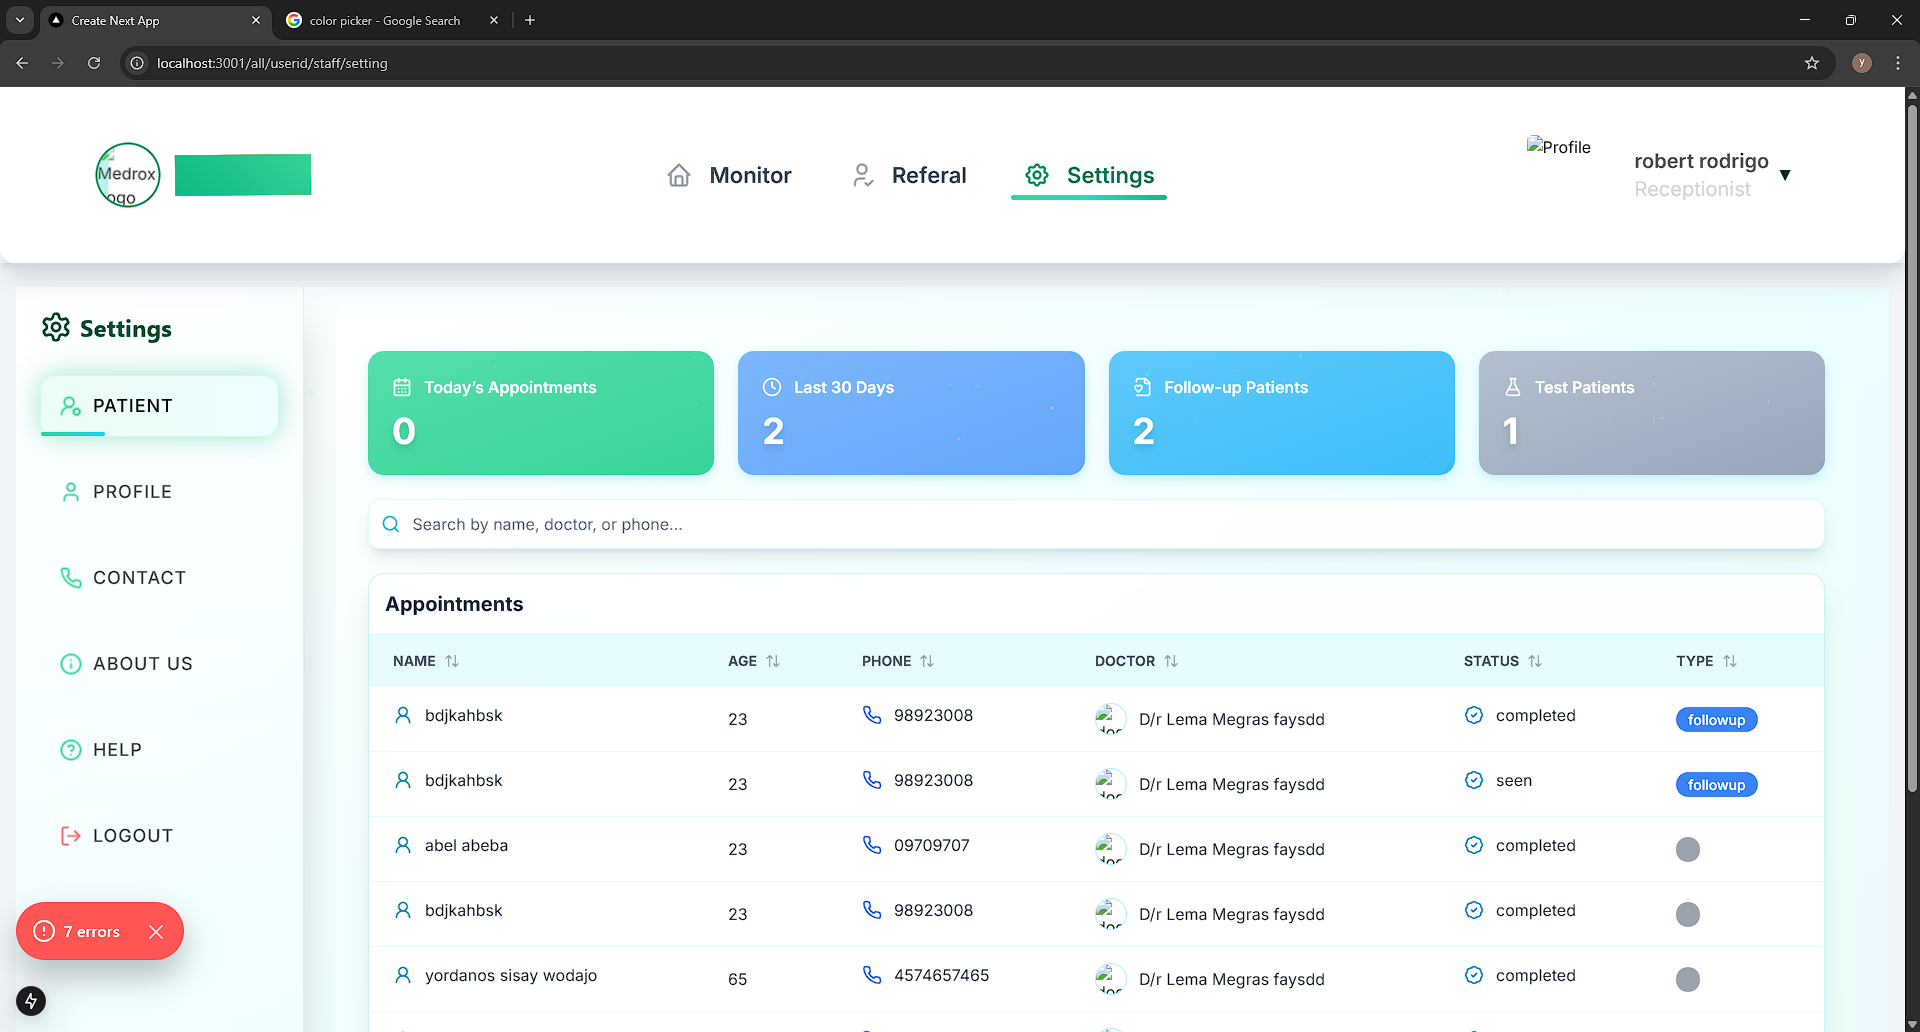 Create Next App
color picker - Google Search
localhost:3001/all/userid/staff/setting
y
Medrox
ogo
Monitor
Referal
Settings
Profile
robert rodrigo
Receptionist
Settings
PATIENT
PROFILE
CONTACT
ABOUT US
HELP
LOGOUT
7 errors
Today's Appointments
0
Last 30 Days
2
Follow-up Patients
2
Test Patients
1
Search by name, doctor, or phone...
Appointments
NAME AGE PHONE DOCTOR STATUS TYPE
bdjkahbsk 23 98923008 D/r Lema Megras faysdd completed followup
bdjkahbsk 23 98923008 D/r Lema Megras faysdd seen followup
abel abeba 23 09709707 D/r Lema Megras faysdd completed
bdjkahbsk 23 98923008 D/r Lema Megras faysdd completed
yordanos sisay wodajo 65 4574657465 D/r Lema Megras faysdd completed